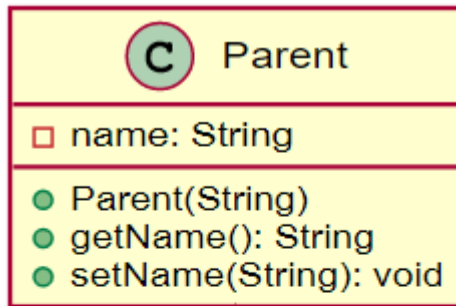 C Parent
name: String
Parent(String)
getName(): String
setName(String): void